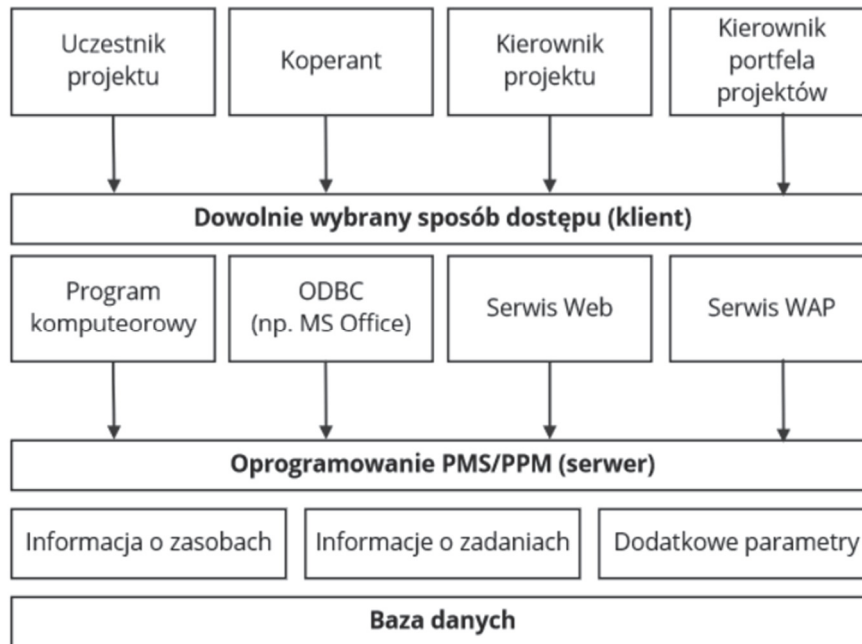 Uczestnik
projektu
Koperant
Kierownik
projektu
Kierownik
portfela
projektów
Dowolnie wybrany sposób dostępu (klient)
Program
komputeorowy
ODBC
(np. MS Office)
Serwis Web
Serwis WAP
Oprogramowanie PMS/PPM (serwer)
Informacja o zasobach
Informacje o zadaniach
Dodatkowe parametry
Baza danych